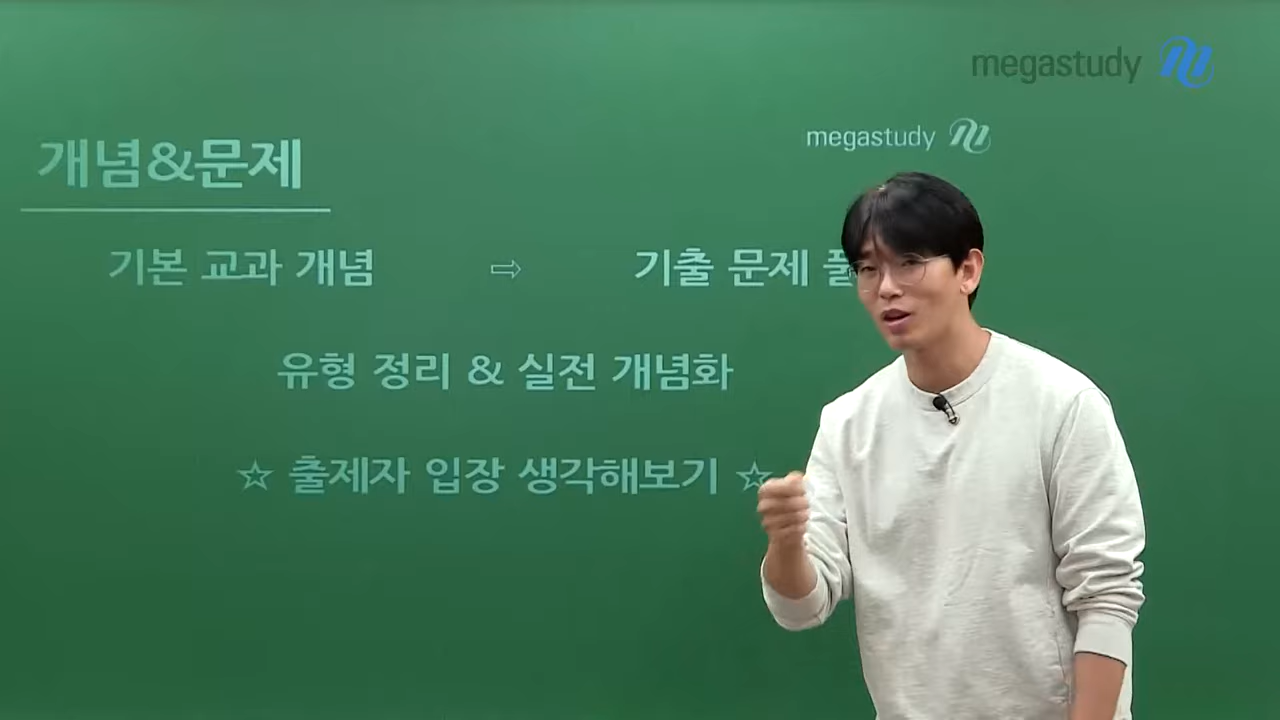 megastudy
megastudy
개념&문제
기본 교과 개념 ⇨ 기출 문제
유형 정리 & 실전 개념화
☆ 출제자 입장 생각해보기 ☆